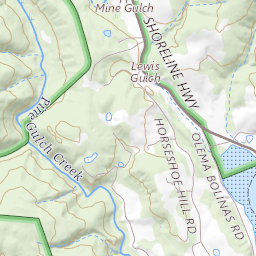 Mine Gulch
SHORELINE HWY
Lewis
Gulch
Pine
Gulch Creek
HORSESHOE HILL RD
OLEMA BOLINAS RD